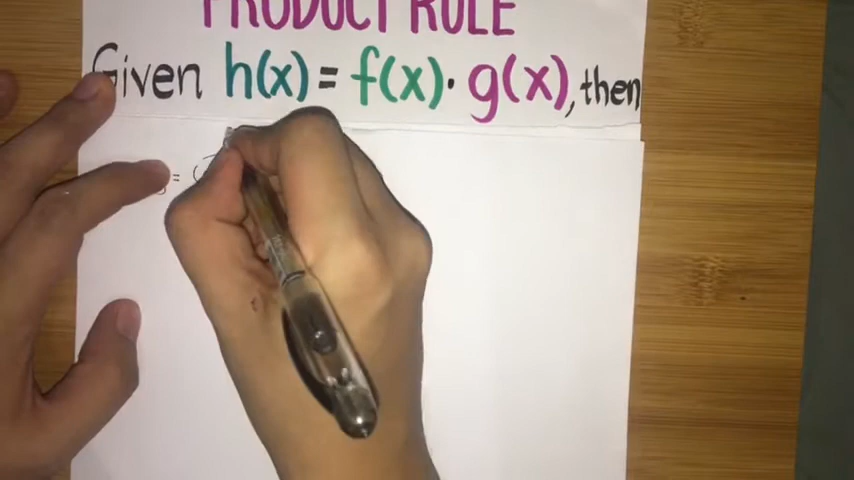 PRODUCT RULE
Given h(x) = f(x) · g(x), then
= (